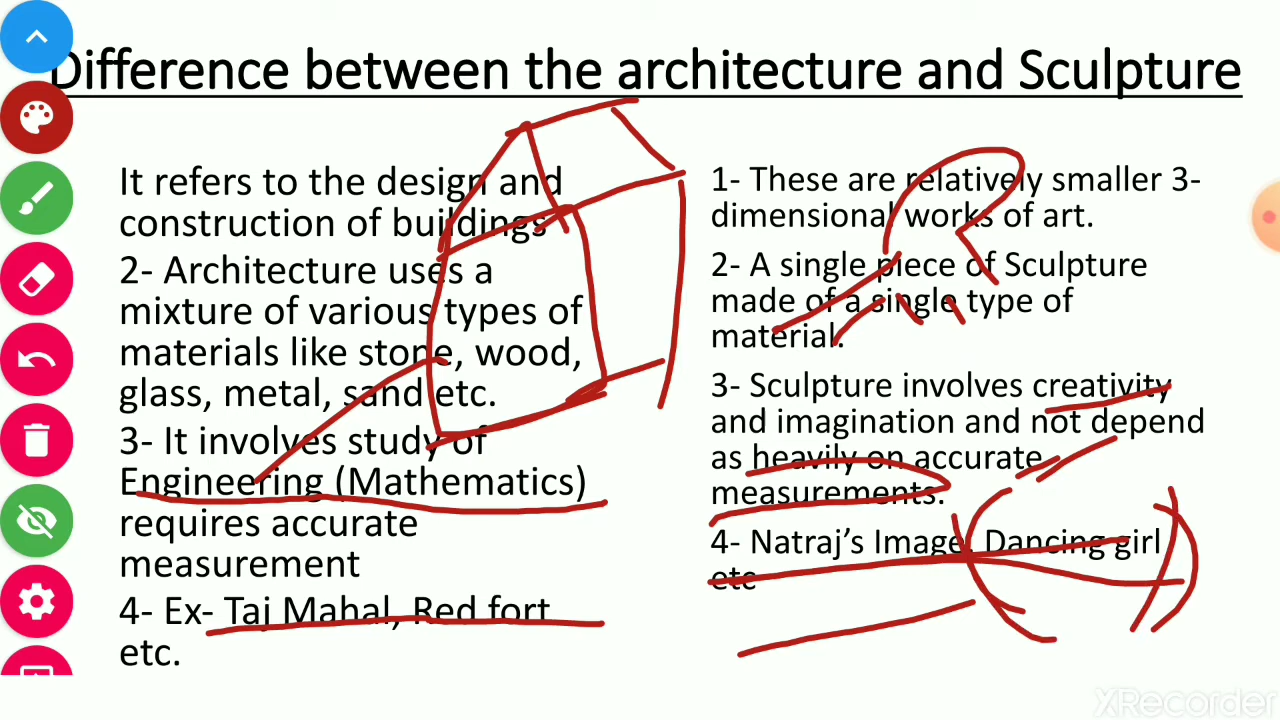 Difference between the architecture and Sculpture
It refers to the design and
construction of buildings
2- Architecture uses a
mixture of various types of
materials like stone, wood,
glass, metal, sand etc.
3- It involves study of
Engineering (Mathematics)
requires accurate
measurement
4- Ex- Taj Mahal, Red fort
etc.
1- These are relatively smaller 3-
dimensional works of art.
2- A single piece of Sculpture
made of a single type of
material.
3- Sculpture involves creativity
and imagination and not depend
as heavily on accurate
measurements.
4- Natraj’s Image, Dancing girl
etc
XRecorder